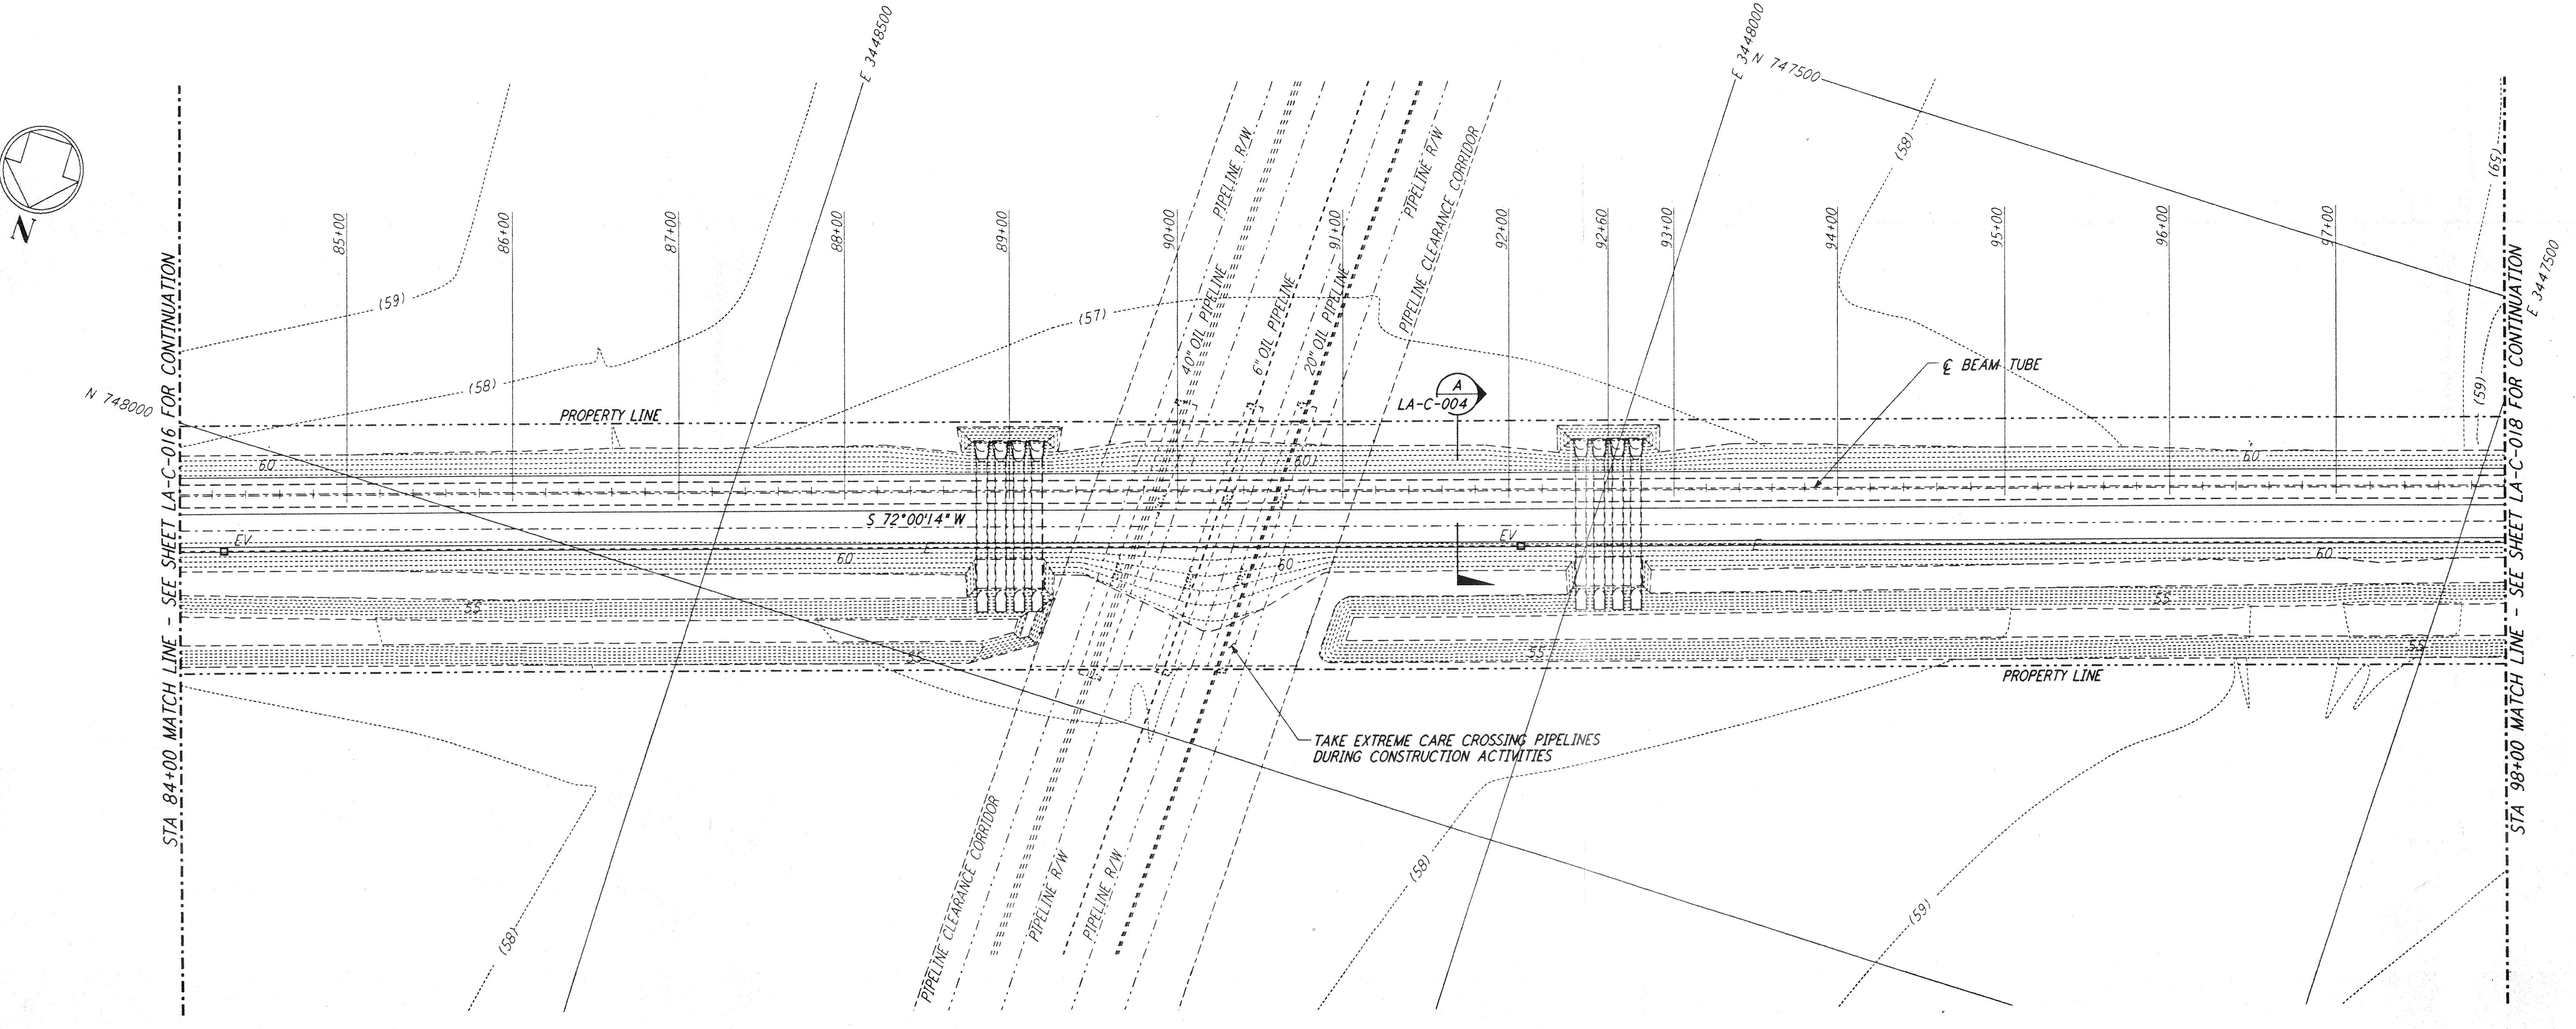 E 3448500
E 3448000
N 747500
N
PIPELINE R/W
PIPELINE R/W
PIPELINE CLEARANCE CORRIDOR
(58)
(59)
85+00
86+00
87+00
88+00
89+00
90+00
91+00
92+00
92+60
93+00
94+00
95+00
96+00
97+00
E 3447500
(59)
(57)
40" OIL PIPELINE
6" OIL PIPELINE
20" OIL PIPELINE
(58)
℄ BEAM TUBE
N 748000
PROPERTY LINE
A
LA-C-004
(59)
STA 84+00 MATCH LINE - SEE SHEET LA-C-016 FOR CONTINUATION
STA 98+00 MATCH LINE - SEE SHEET LA-C-018 FOR CONTINUATION
60
60
60
S 72°00'14" W
EV
E
EV
E
60
60
60
55
55
55
55
55
PROPERTY LINE
TAKE EXTREME CARE CROSSING PIPELINES
DURING CONSTRUCTION ACTIVITIES
PIPELINE CLEARANCE CORRIDOR
PIPELINE R/W
PIPELINE R/W
(58)
(58)
(59)